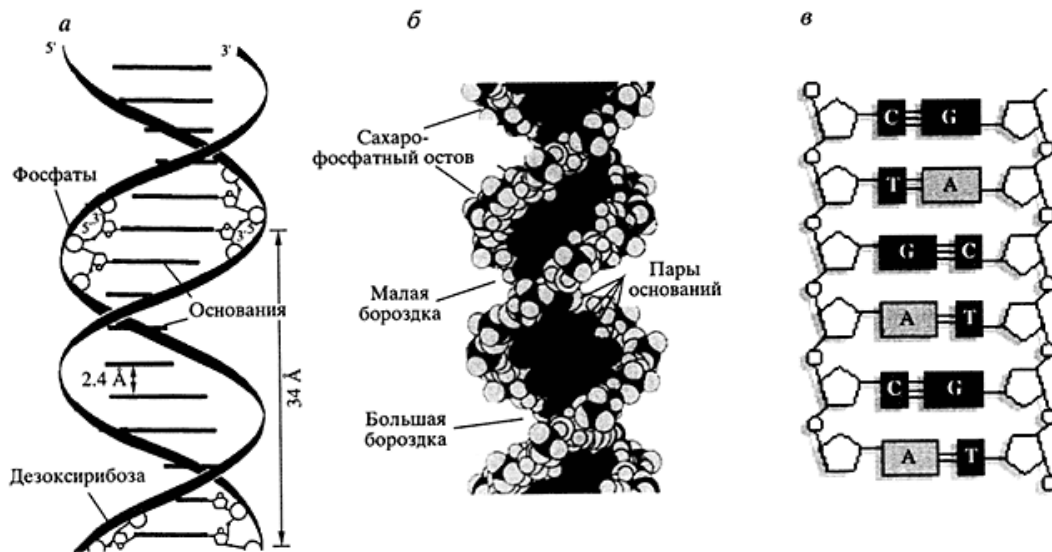 а
5'
3'
Фосфаты
5'
3'
3'
5'
Основания
2.4 Å
34 Å
Дезоксирибоза
б
Сахаро-
фосфатный остов
Малая
бороздка
Пары
оснований
Большая
бороздка
в
C G
T A
G C
A T
C G
A T